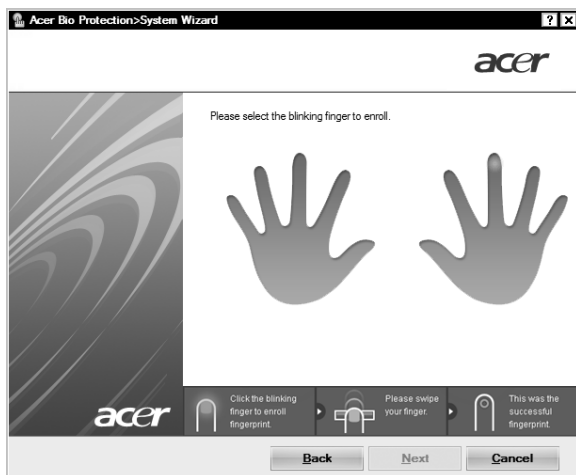 Acer Bio Protection>System Wizard
acer
Please select the blinking finger to enroll.
acer
Click the blinking
finger to enroll
fingerprint.
Please swipe
your finger.
This was the
successful
fingerprint.
Back
Next
Cancel